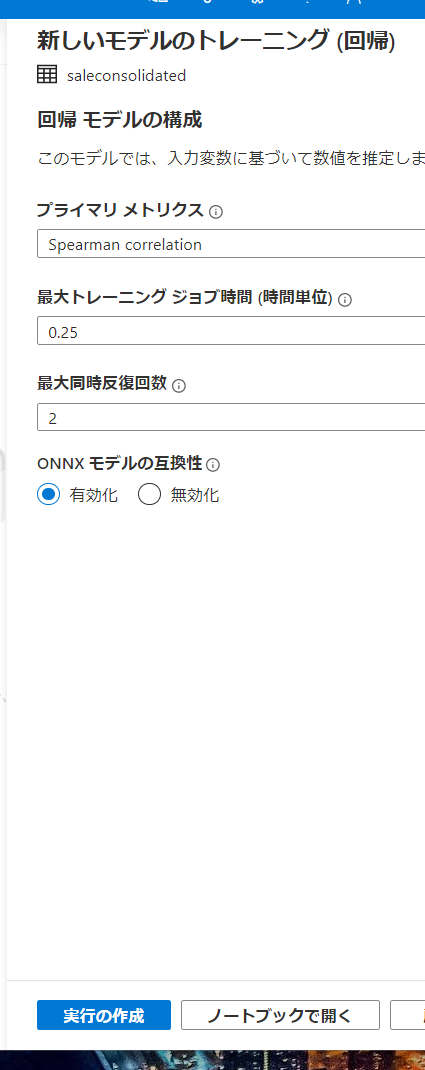 新しいモデルのトレーニング (回帰)
saleconsolidated
回帰 モデルの構成
このモデルでは、入力変数に基づいて数値を推定しま
プライマリ メトリクス
Spearman correlation
最大トレーニング ジョブ時間 (時間単位)
0.25
最大同時反復回数
2
ONNX モデルの互換性
有効化 無効化
実行の作成 ノートブックで開く